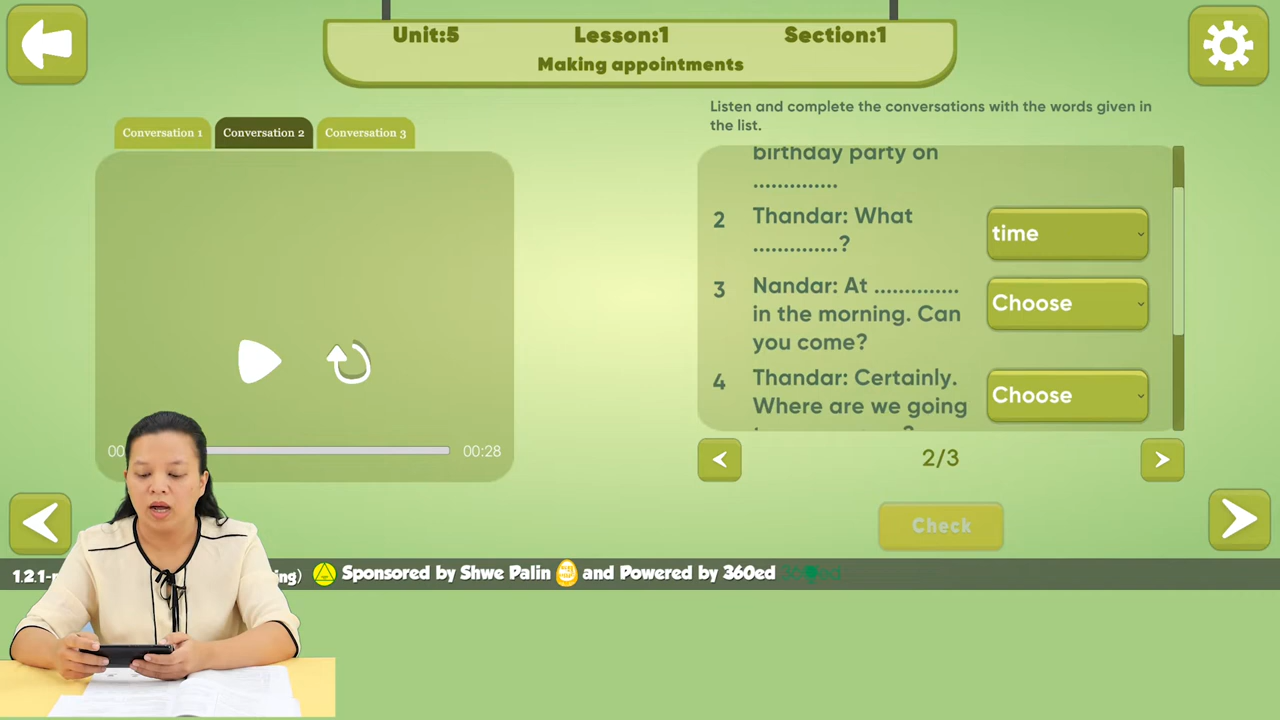 Unit:5 Lesson:1 Section:1
Making appointments
Listen and complete the conversations with the words given in
the list.
Conversation 1 Conversation 2 Conversation 3
birthday party on
..............
2 Thandar: What
..............?
time
3 Nandar: At ..............
in the morning. Can
you come?
Choose
4 Thandar: Certainly.
Where are we going
Choose
00:28
2/3
Check
Sponsored by Shwe Palin and Powered by 360ed